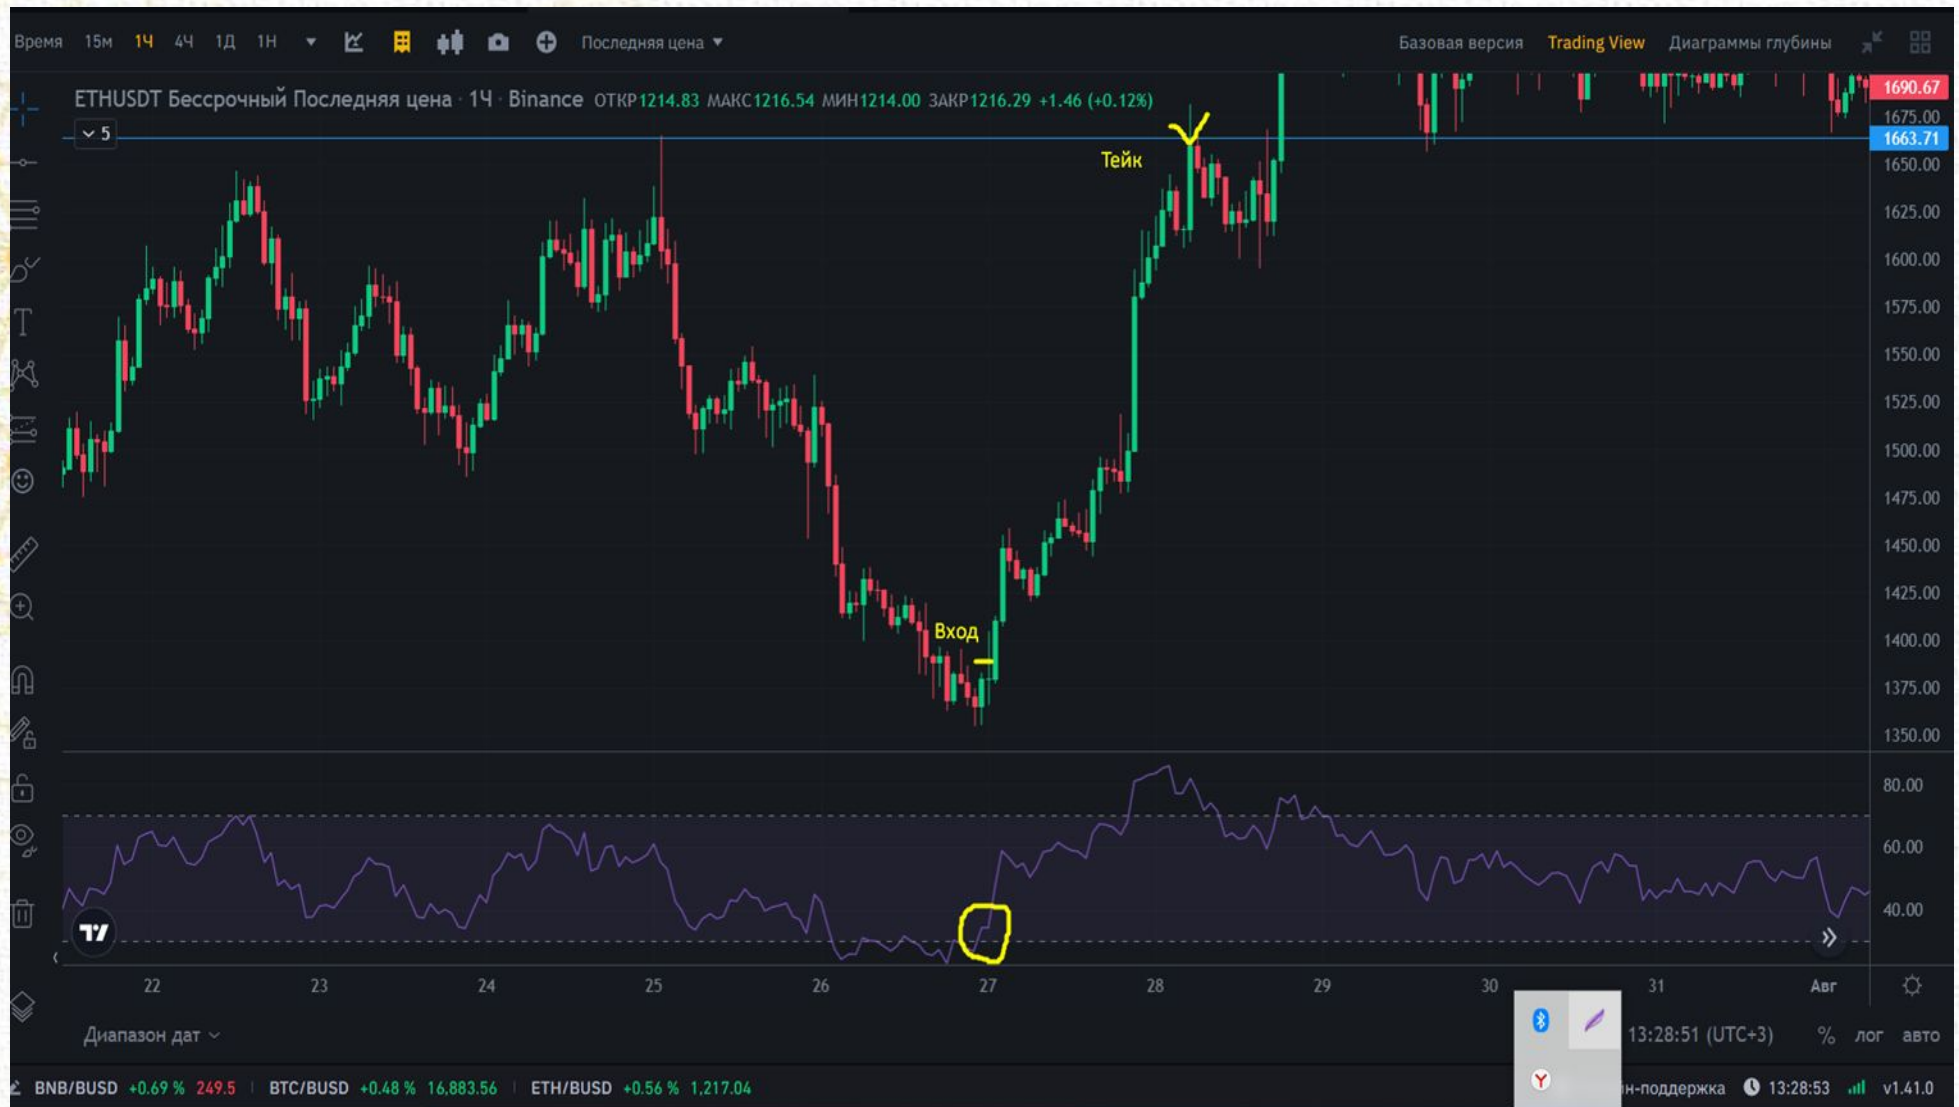 Время 15м 1Ч 4Ч 1Д 1Н Последняя цена Базовая версия Trading View Диаграммы глубины
ETHUSDT Бессрочный Последняя цена · 1Ч · Binance ОТКР1214.83 МАКС1216.54 МИН1214.00 ЗАКР1216.29 +1.46 (+0.12%)
5
1690.67
1675.00
1663.71
Тейк
1650.00
1625.00
1600.00
1575.00
1550.00
1525.00
1500.00
1475.00
1450.00
1425.00
1400.00
Вход
1375.00
1350.00
80.00
60.00
40.00
22 23 24 25 26 27 28 29 30 31 Авг
Диапазон дат 13:28:51 (UTC+3) % лог авто
BNB/BUSD +0.69 % 249.5 BTC/BUSD +0.48 % 16,883.56 ETH/BUSD +0.56 % 1,217.04 н-поддержка 13:28:53 v1.41.0